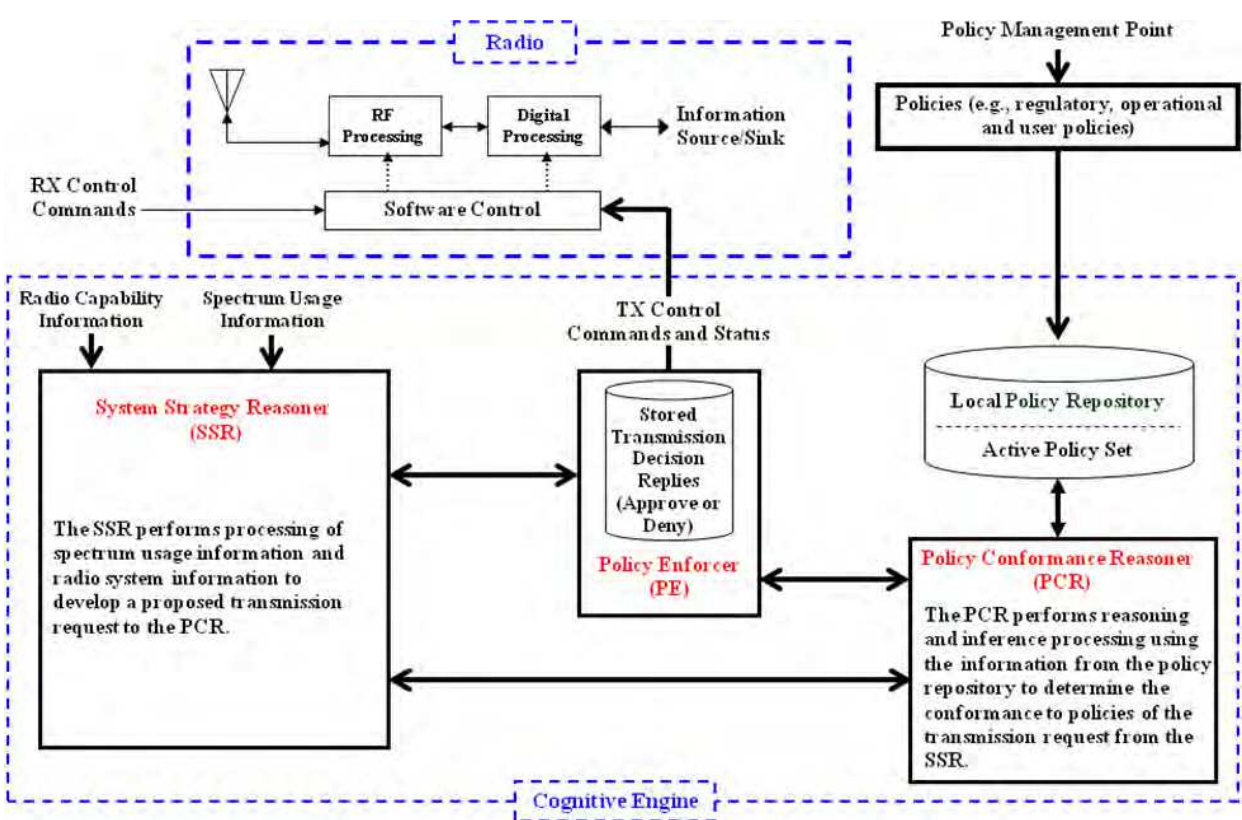 Radio
Policy Management Point
RF
Processing
Digital
Processing
Information
Source/Sink
Policies (e.g., regulatory, operational
and user policies)
RX Control
Commands
Software Control
Radio Capability
Information
Spectrum Usage
Information
TX Control
Commands and Status
System Strategy Reasoner
(SSR)
The SSR performs processing of
spectrum usage information and
radio system information to
develop a proposed transmission
request to the PCR.
Stored
Transmission
Decision
Replies
(Approve or
Deny)
Policy Enforcer
(PE)
Local Policy Repository
Active Policy Set
Policy Conformance Reasoner
(PCR)
The PCR performs reasoning
and inference processing using
the information from the policy
repository to determine the
conformance to policies of the
transmission request from the
SSR.
Cognitive Engine